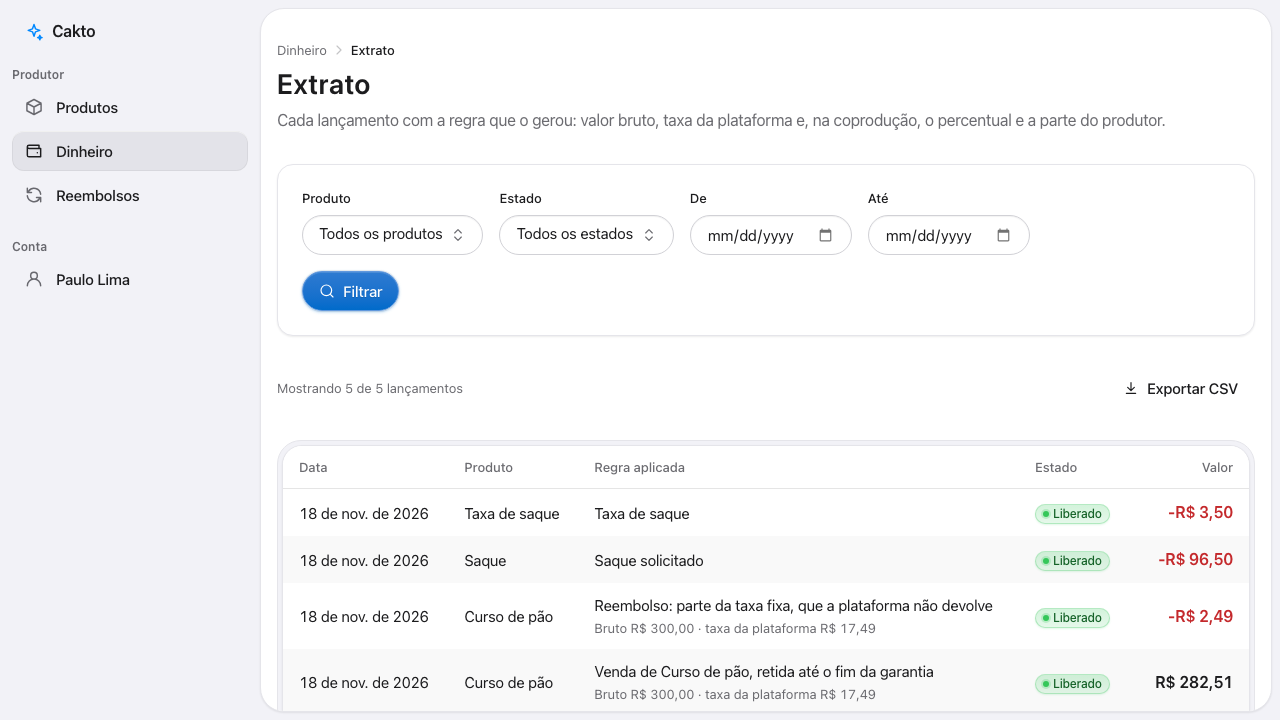 Cakto
Produtor
Produtos
Dinheiro
Reembolsos
Conta
Paulo Lima
Dinheiro > Extrato
Extrato
Cada lançamento com a regra que o gerou: valor bruto, taxa da plataforma e, na coprodução, o percentual e a parte do produtor.
Produto Estado De Até
Todos os produtos Todos os estados mm/dd/yyyy mm/dd/yyyy
Filtrar
Mostrando 5 de 5 lançamentos Exportar CSV
Data Produto Regra aplicada Estado Valor
18 de nov. de 2026 Taxa de saque Taxa de saque Liberado -R$ 3,50
18 de nov. de 2026 Saque Saque solicitado Liberado -R$ 96,50
18 de nov. de 2026 Curso de pão Reembolso: parte da taxa fixa, que a plataforma não devolve Liberado -R$ 2,49
Bruto R$ 300,00 · taxa da plataforma R$ 17,49
18 de nov. de 2026 Curso de pão Venda de Curso de pão, retida até o fim da garantia Liberado R$ 282,51
Bruto R$ 300,00 · taxa da plataforma R$ 17,49